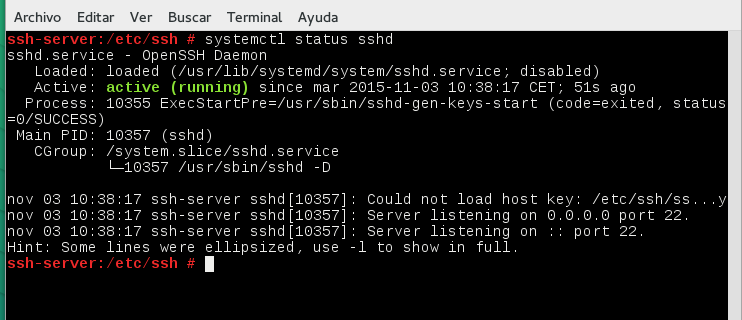 Archivo Editar Ver Buscar Terminal Ayuda
ssh-server:/etc/ssh # systemctl status sshd
sshd.service - OpenSSH Daemon
   Loaded: loaded (/usr/lib/systemd/system/sshd.service; disabled)
   Active: active (running) since mar 2015-11-03 10:38:17 CET; 51s ago
  Process: 10355 ExecStartPre=/usr/sbin/sshd-gen-keys-start (code=exited, status
=0/SUCCESS)
 Main PID: 10357 (sshd)
   CGroup: /system.slice/sshd.service
           └─10357 /usr/sbin/sshd -D
nov 03 10:38:17 ssh-server sshd[10357]: Could not load host key: /etc/ssh/ss...y
nov 03 10:38:17 ssh-server sshd[10357]: Server listening on 0.0.0.0 port 22.
nov 03 10:38:17 ssh-server sshd[10357]: Server listening on :: port 22.
Hint: Some lines were ellipsized, use -l to show in full.
ssh-server:/etc/ssh #